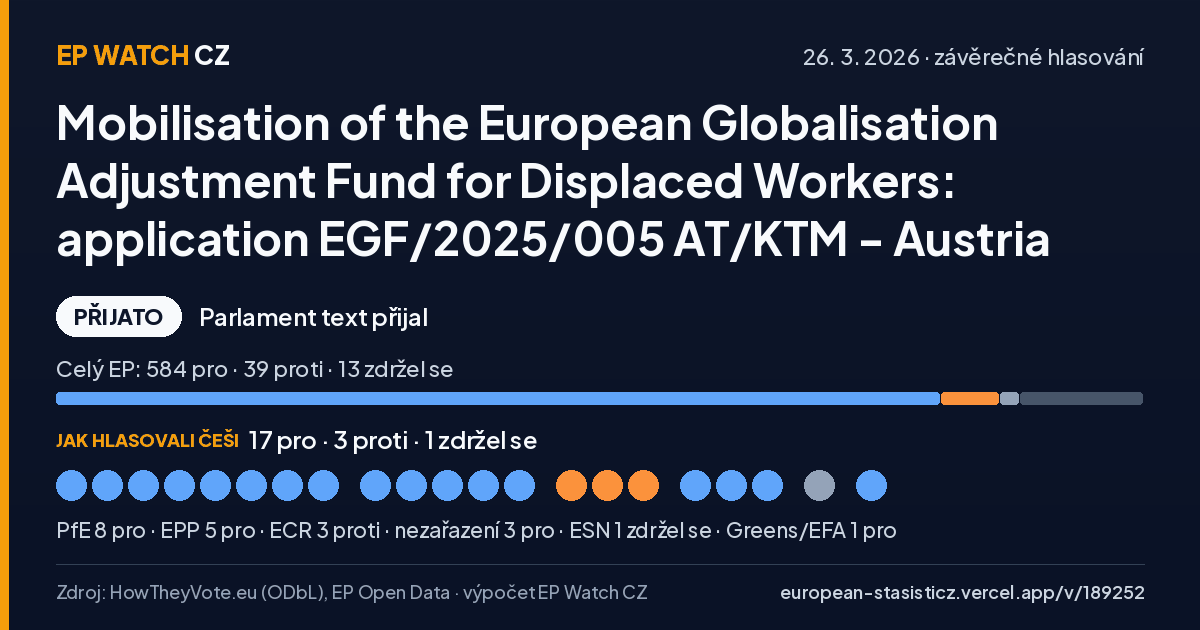 EP WATCH CZ
26. 3. 2026 · závěrečné hlasování
Mobilisation of the European Globalisation
Adjustment Fund for Displaced Workers:
application EGF/2025/005 AT/KTM – Austria
PŘIJATO Parlament text přijal
Celý EP: 584 pro · 39 proti · 13 zdržel se
JAK HLASOVALI ČEŠI 17 pro · 3 proti · 1 zdržel se
PfE 8 pro · EPP 5 pro · ECR 3 proti · nezařazení 3 pro · ESN 1 zdržel se · Greens/EFA 1 pro
Zdroj: HowTheyVote.eu (ODbL), EP Open Data · výpočet EP Watch CZ
european-stasisticz.vercel.app/v/189252